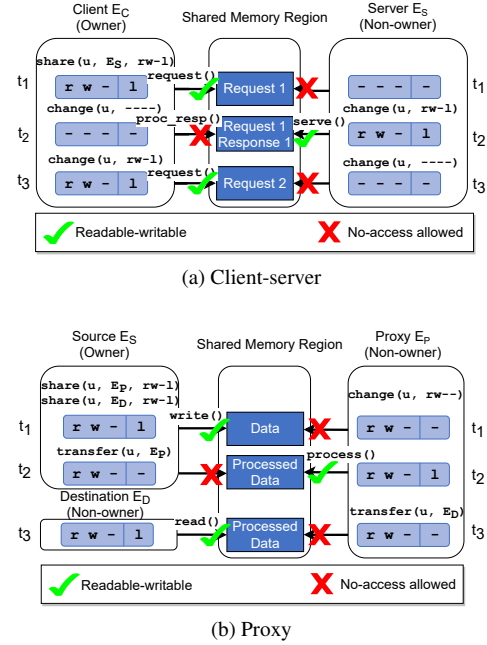 Client E_C
(Owner)
Shared Memory Region
Server E_S
(Non-owner)
share(u, E_S, rw-l)
t1
r w - l
request()
Request 1
- - - -
t1
change(u, ----)
proc_resp()
change(u, rw-l)
t2
- - - -
Request 1
Response 1
serve()
r w - l
t2
change(u, rw-l)
change(u, ----)
t3
r w - l
request()
Request 2
- - - -
t3
Readable-writable
No-access allowed
(a) Client-server
Source E_S
(Owner)
Shared Memory Region
Proxy E_P
(Non-owner)
share(u, E_P, rw-l)
share(u, E_D, rw-l)
change(u, rw--)
t1
r w - l
write()
Data
r w - -
t1
transfer(u, E_P)
t2
r w - -
Processed
Data
process()
r w - l
t2
Destination E_D
(Non-owner)
transfer(u, E_D)
t3
r w - l
read()
Processed
Data
r w - -
t3
Readable-writable
No-access allowed
(b) Proxy